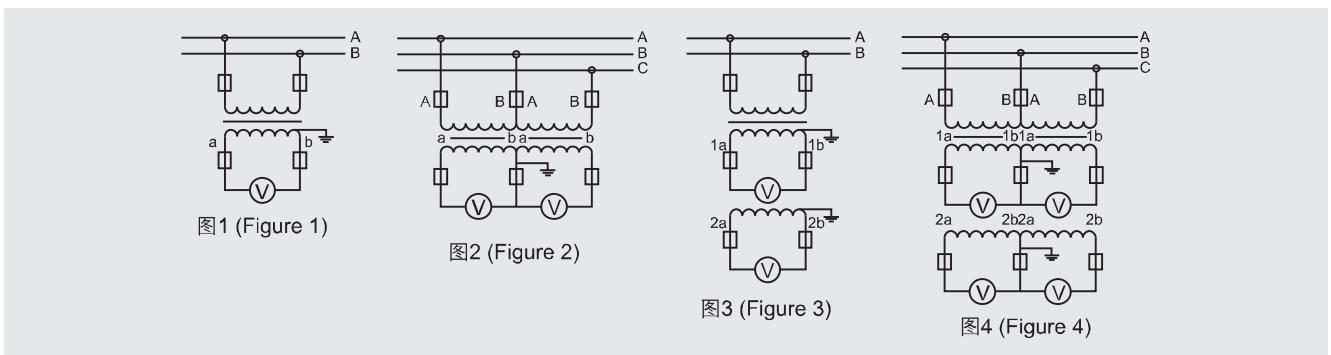 A
B
a
b
V
图1 (Figure 1)
A
B
C
A
B
A
B
a
b
a
b
V
V
图2 (Figure 2)
A
B
1a
1b
V
2a
2b
V
图3 (Figure 3)
A
B
C
A
B
A
B
1a
1b
1a
1b
V
V
2a
2b
2a
2b
V
V
图4 (Figure 4)